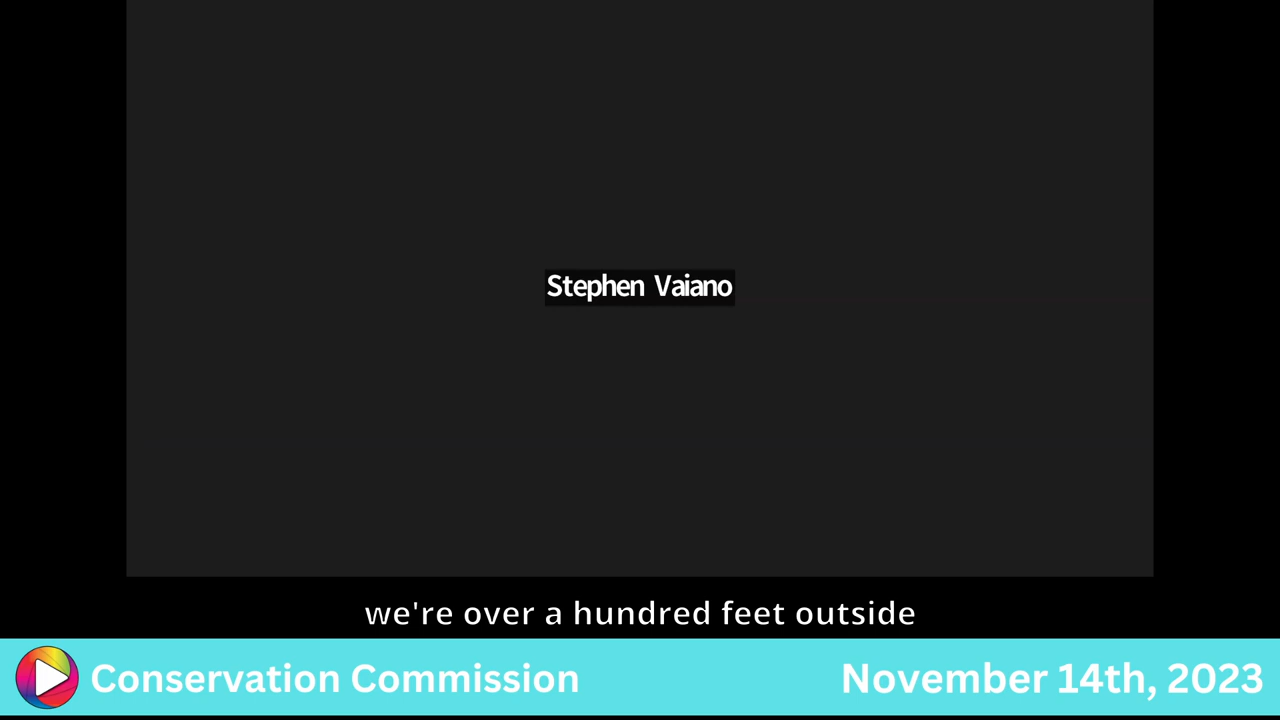 Stephen Vaiano
we're over a hundred feet outside
Conservation Commission
November 14th, 2023